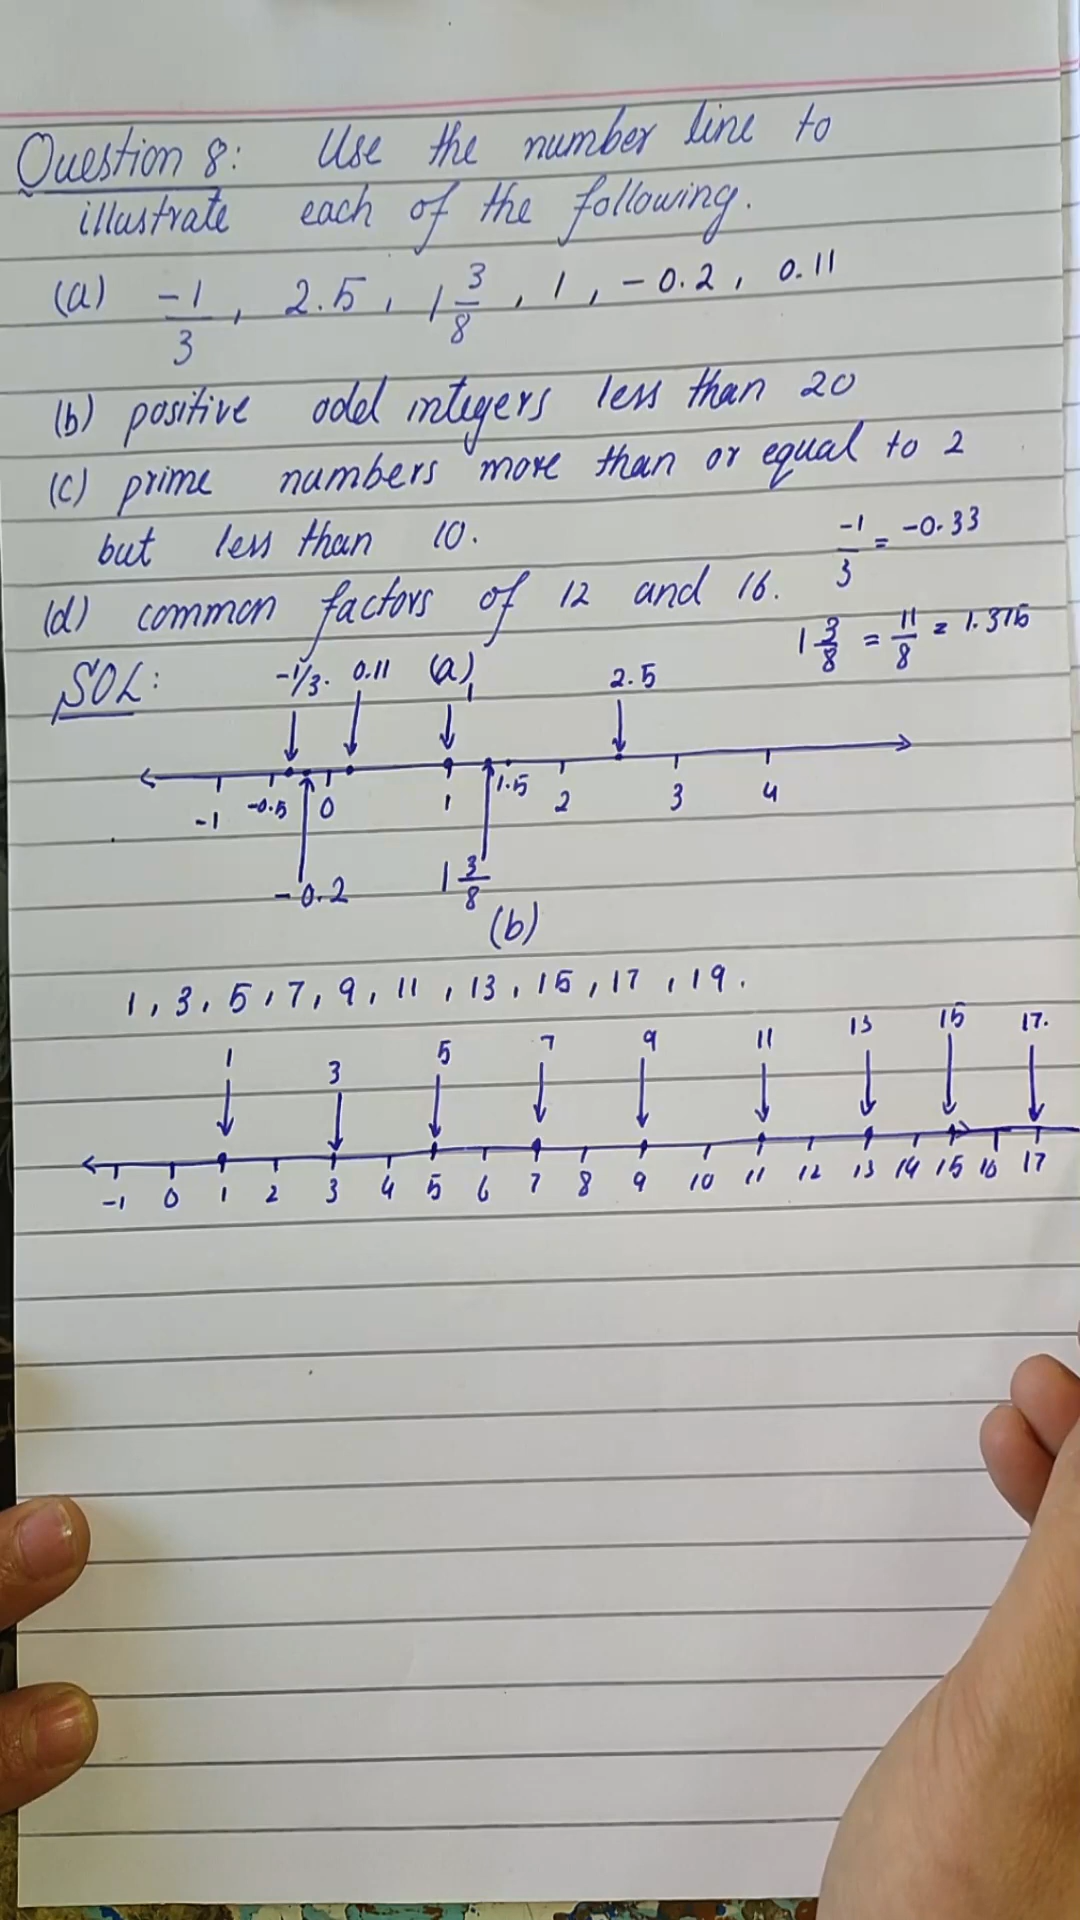 Question 8: Use the number line to
illustrate each of the following.
(a) -1/3, 2.5, 1 3/8, 1, -0.2, 0.11
(b) positive odd integers less than 20
(c) prime numbers more than or equal to 2
but less than 10.
-1/3 = -0.33
(d) common factors of 12 and 16.
1 3/8 = 11/8 = 1.375
SOL:
(a)
-1/3. 0.11 1 2.5
-1 -0.5 0 1 1.5 2 3 4
-0.2 1 3/8
(b)
1, 3, 5, 7, 9, 11, 13, 15, 17, 19.
1 3 5 7 9 11 13 15 17.
-1 0 1 2 3 4 5 6 7 8 9 10 11 12 13 14 15 16 17